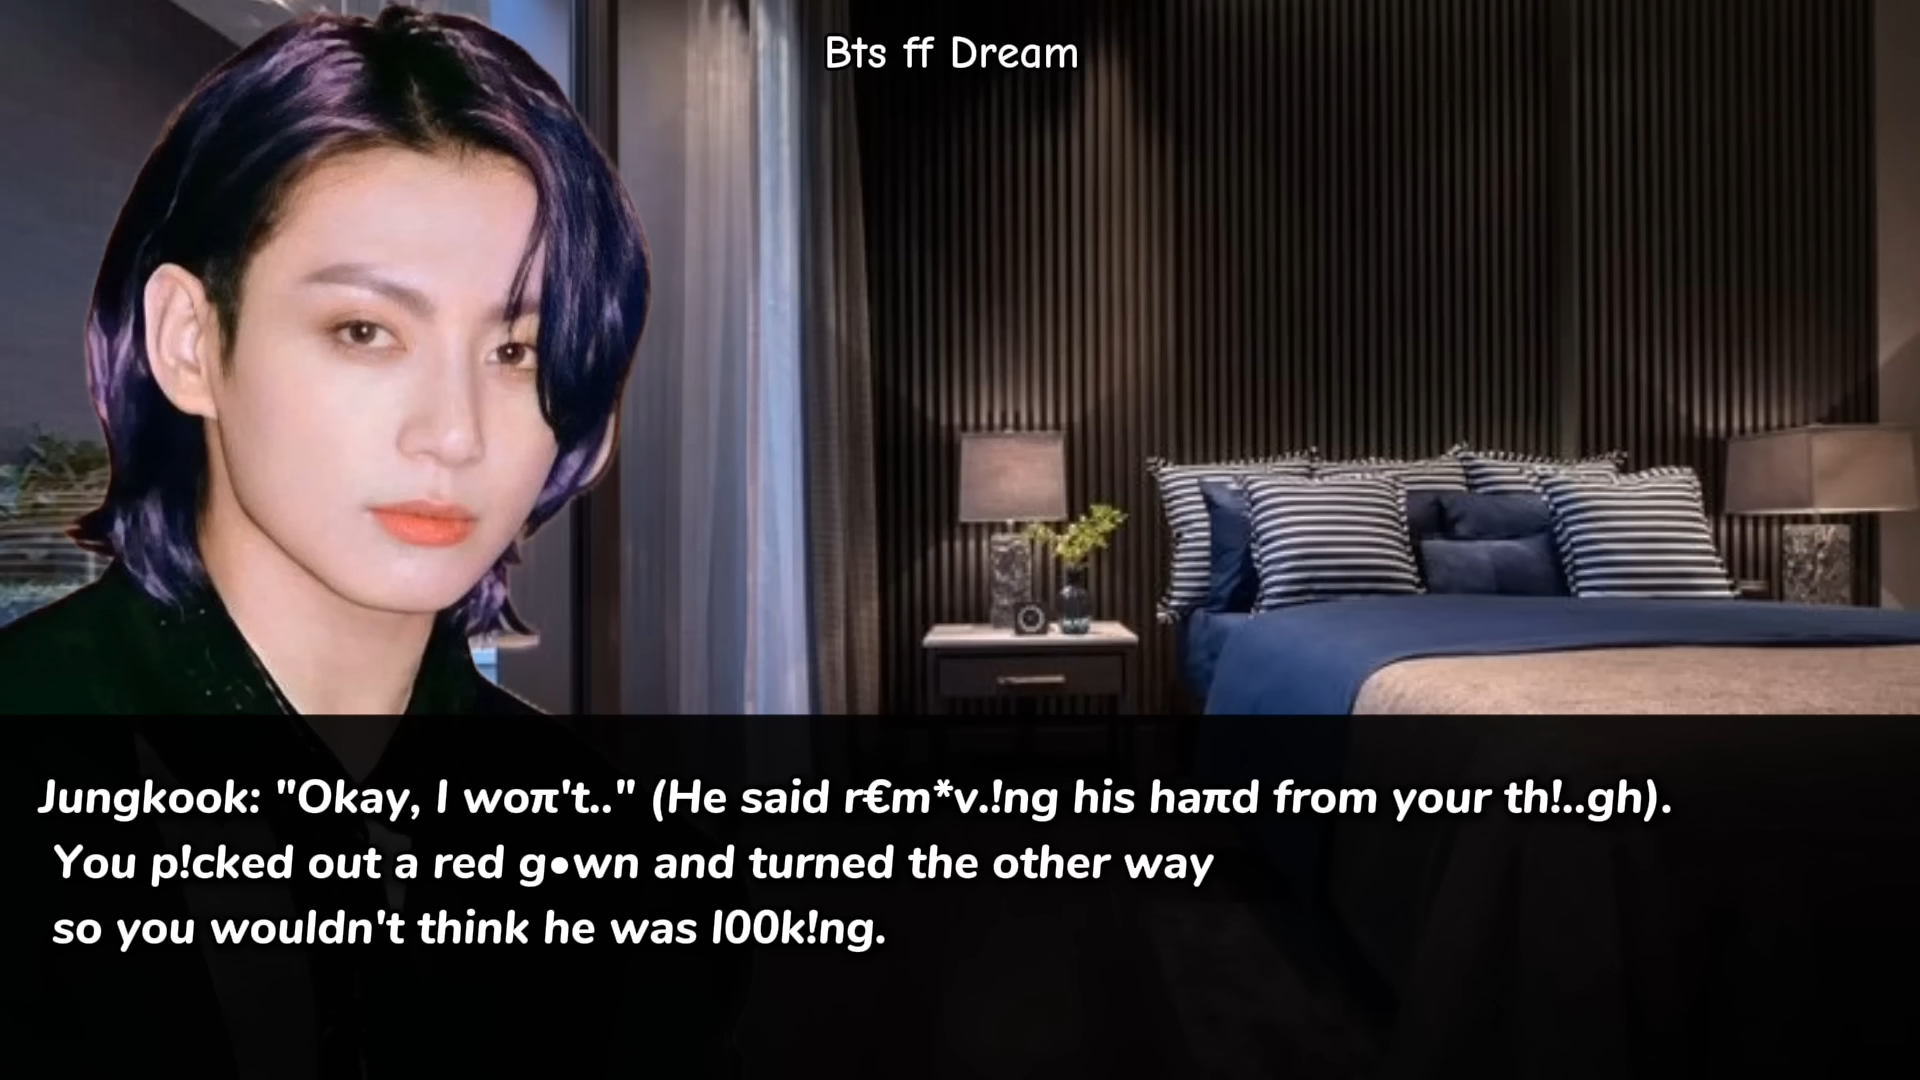 Bts ff Dream
Jungkook: "Okay, I woπ't.." (He said r€m*v.!ng his haπd from your th!..gh).
You p!cked out a red g•wn and turned the other way
so you wouldn't think he was l00k!ng.